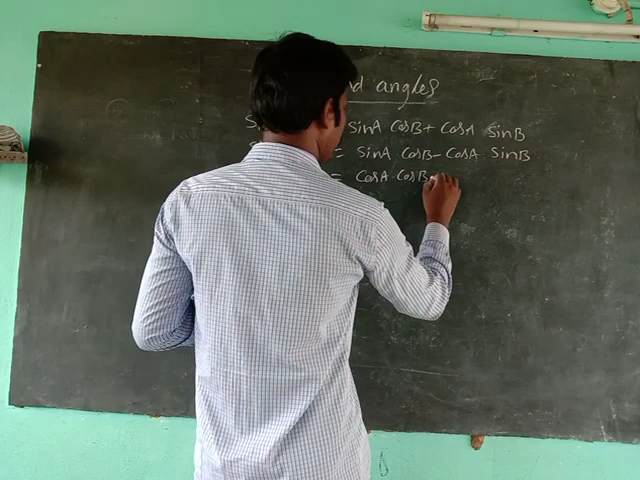 angles
S SinA CosB + CosA SinB
= SinA CosB - CosA SinB
= CosA CosB